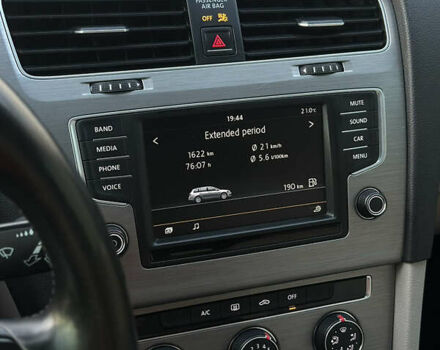 PASSENGER
AIR BAG
OFF
19:44
21.0°C
Extended period
1622 km
Ø 21 km/h
76:07 h
Ø 5.6 l/100km
190 km
BAND
MEDIA
PHONE
VOICE
MUTE
SOUND
CAR
MENU
A/C
OFF